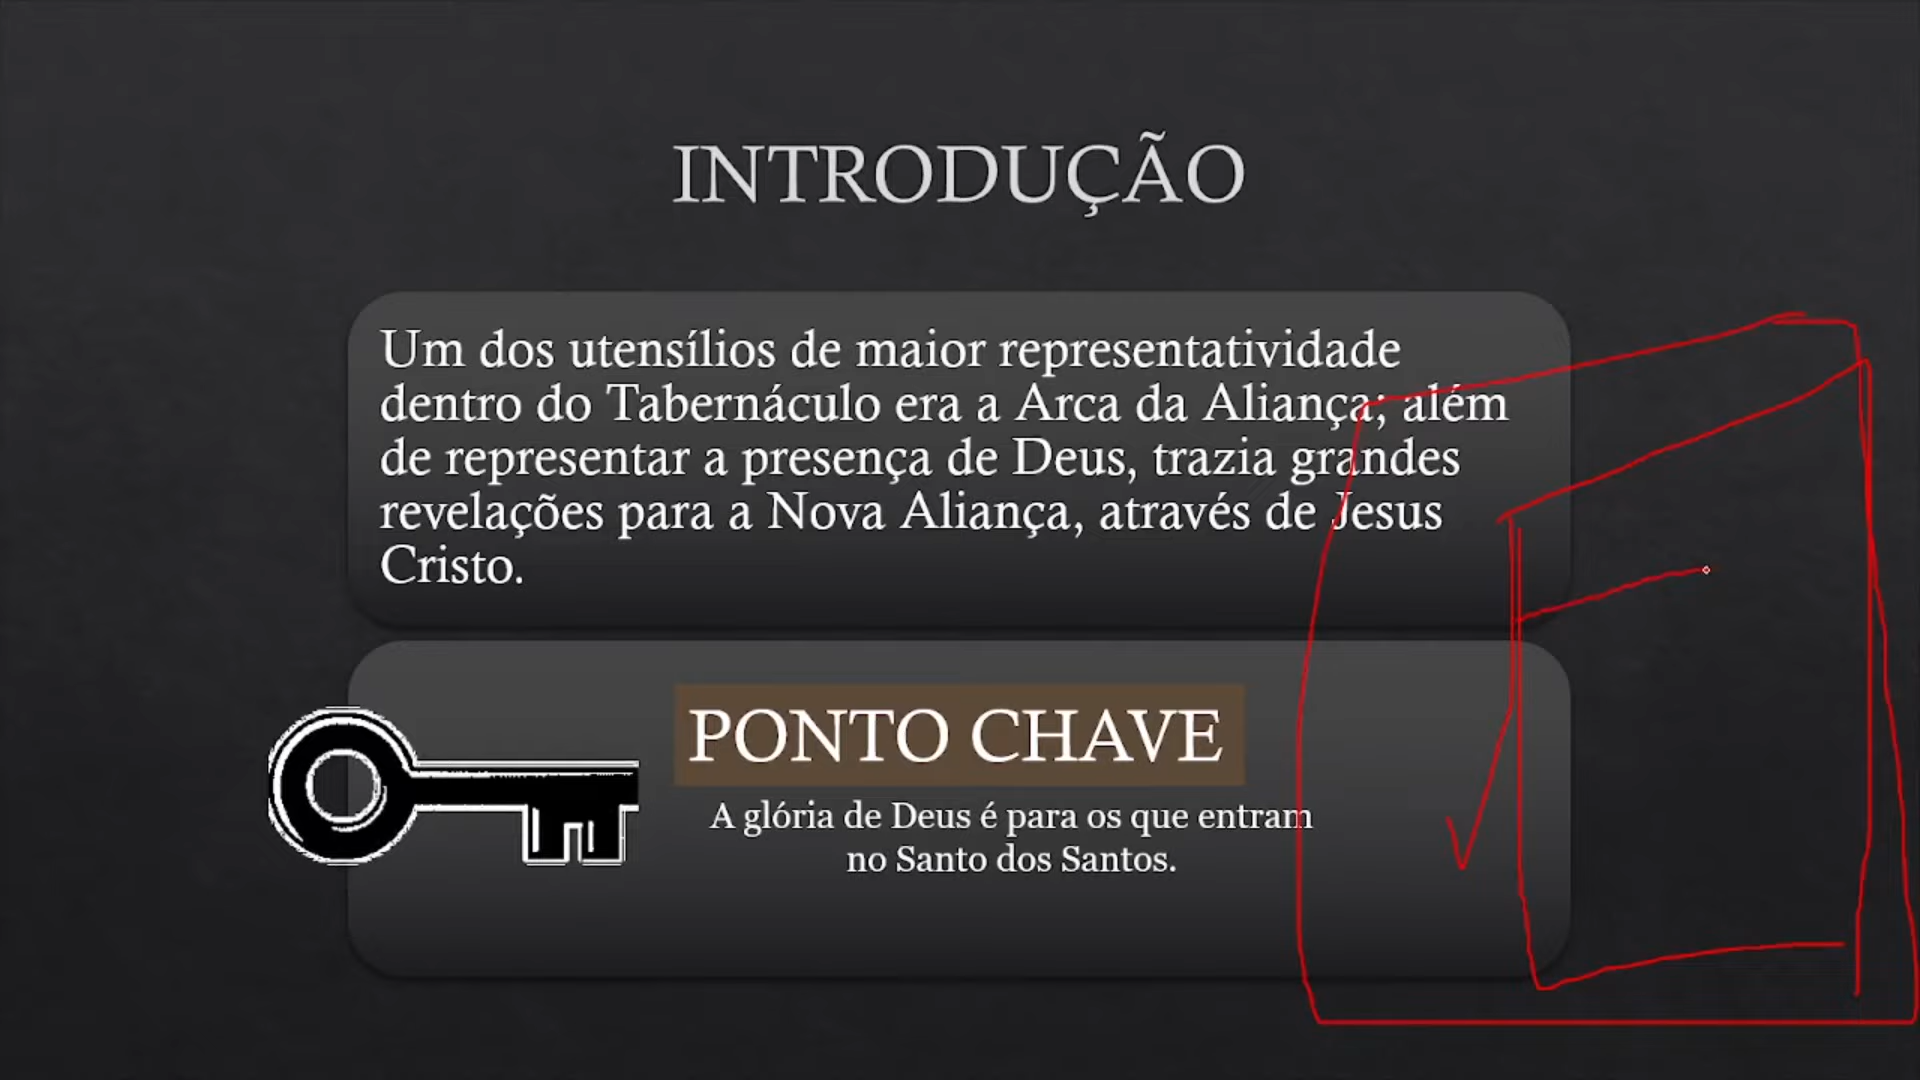 INTRODUÇÃO
Um dos utensílios de maior representatividade
dentro do Tabernáculo era a Arca da Aliança; além
de representar a presença de Deus, trazia grandes
revelações para a Nova Aliança, através de Jesus
Cristo.
PONTO CHAVE
A glória de Deus é para os que entram
no Santo dos Santos.